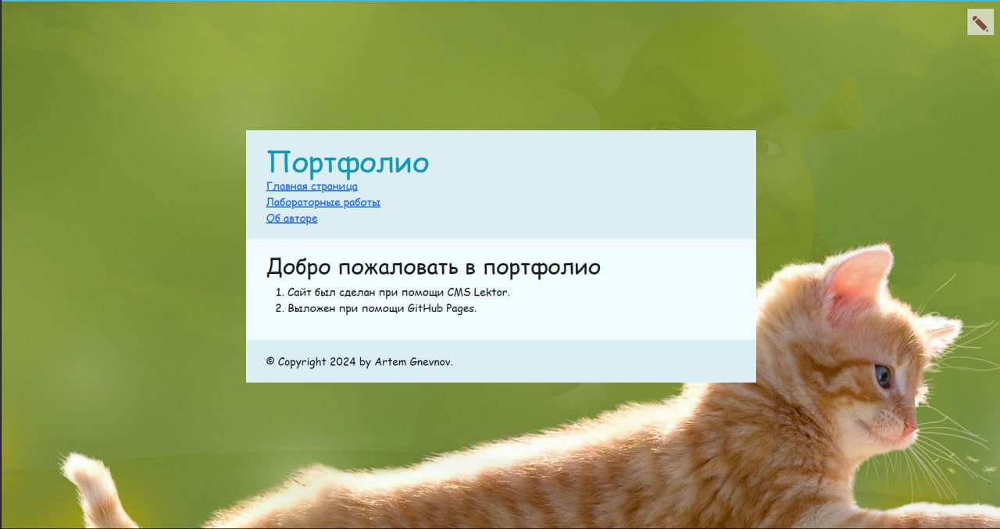 Портфолио
Главная страница
Лабораторные работы
Об авторе
Добро пожаловать в портфолио
1. Сайт был сделан при помощи CMS Lektor.
2. Выложен при помощи GitHub Pages.
© Copyright 2024 by Artem Gnevnov.